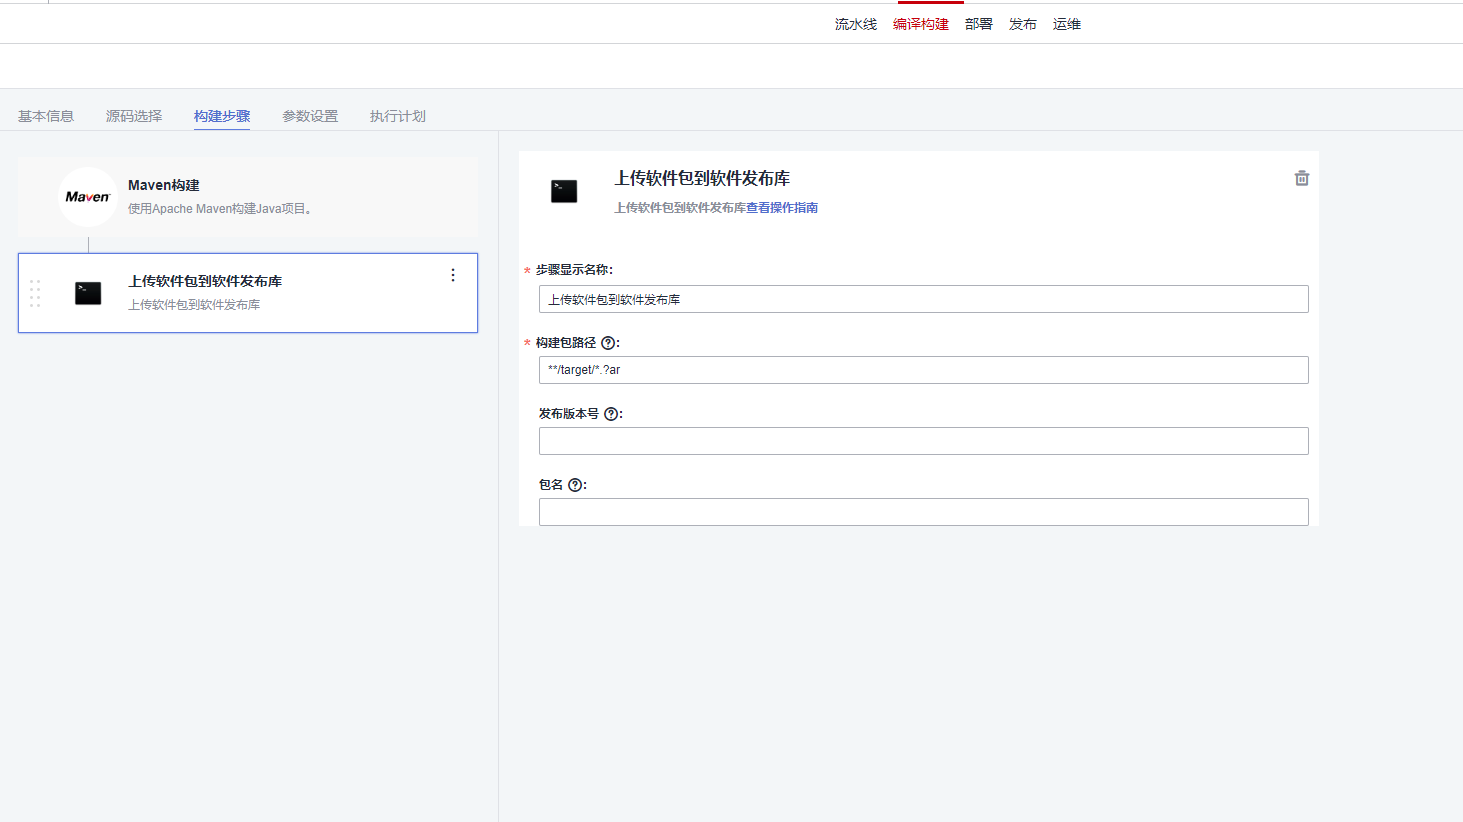 流水线 编译构建 部署 发布 运维
基本信息 源码选择 构建步骤 参数设置 执行计划
Maven
Maven构建
使用Apache Maven构建Java项目。
上传软件包到软件发布库
上传软件包到软件发布库
上传软件包到软件发布库
上传软件包到软件发布库查看操作指南
* 步骤显示名称:
上传软件包到软件发布库
* 构建包路径 ?:
**/target/*.?ar
发布版本号 ?:
包名 ?: